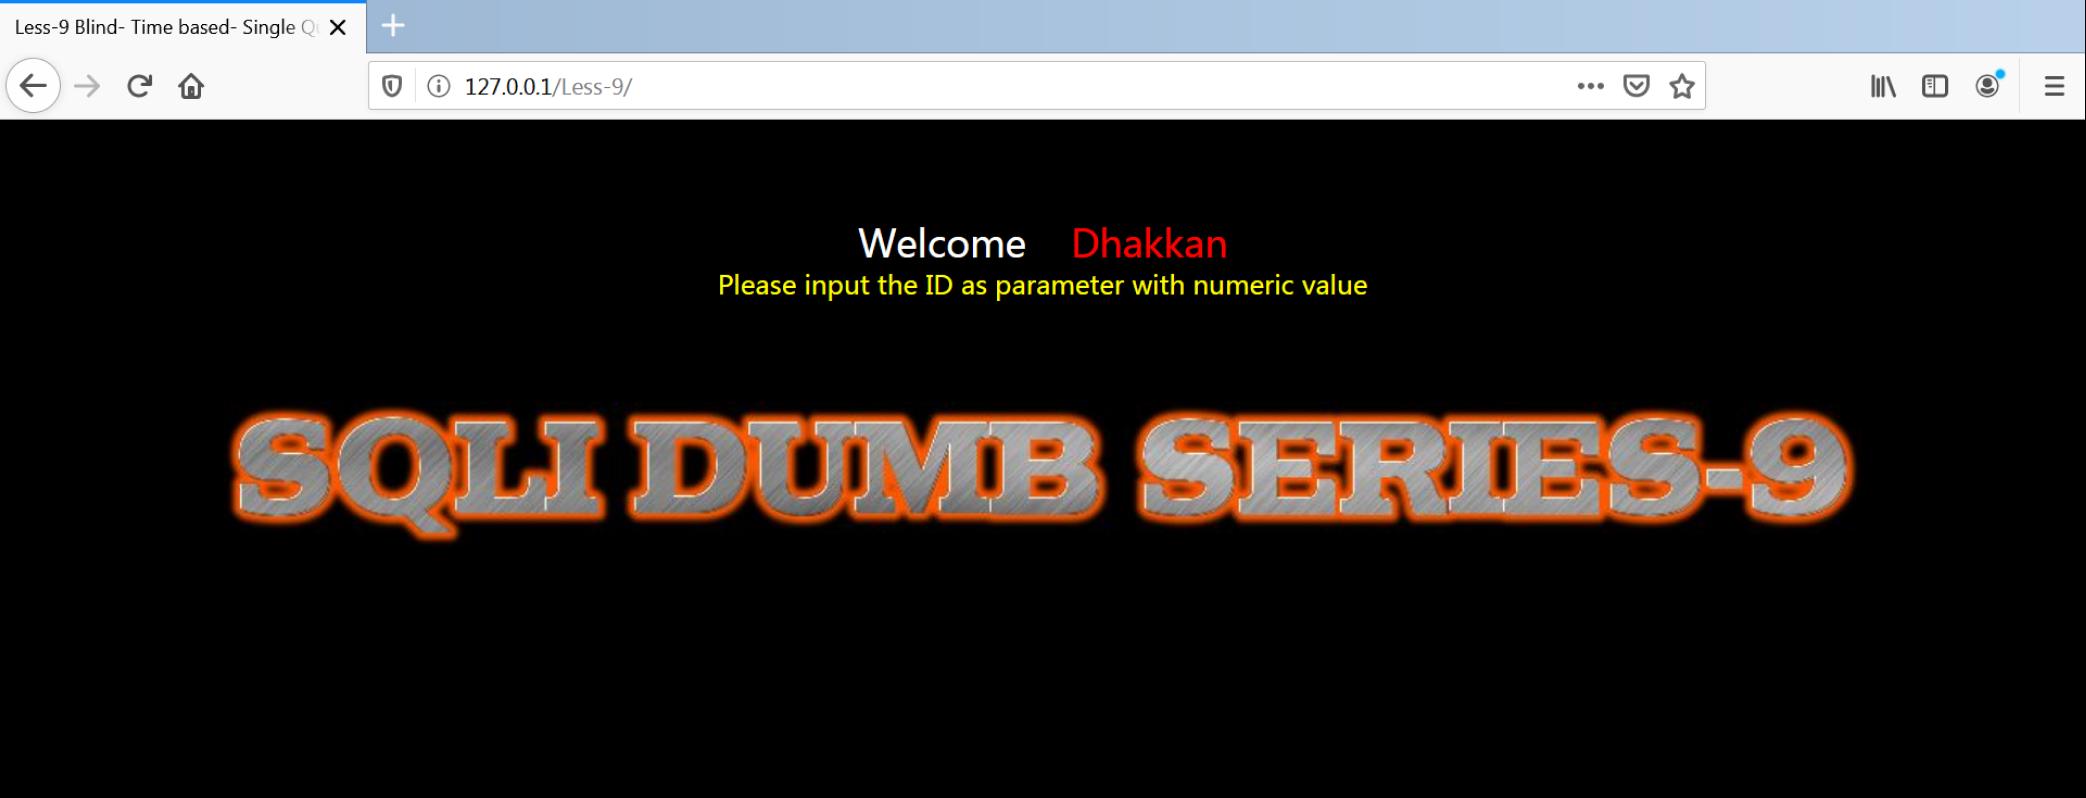 Less-9 Blind- Time based- Single Qu
127.0.0.1/Less-9/
Welcome Dhakkan
Please input the ID as parameter with numeric value
SQLI DUMB SERIES-9